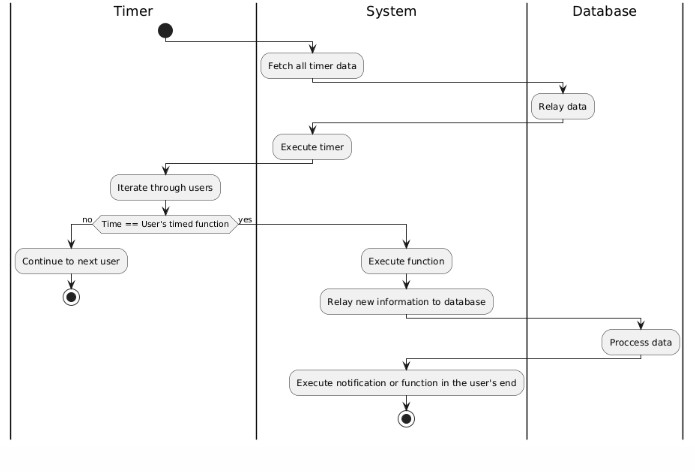 Timer System Database
Fetch all timer data
Relay data
Execute timer
Iterate through users
no Time == User's timed function yes
Continue to next user Execute function
Relay new information to database
Proccess data
Execute notification or function in the user's end